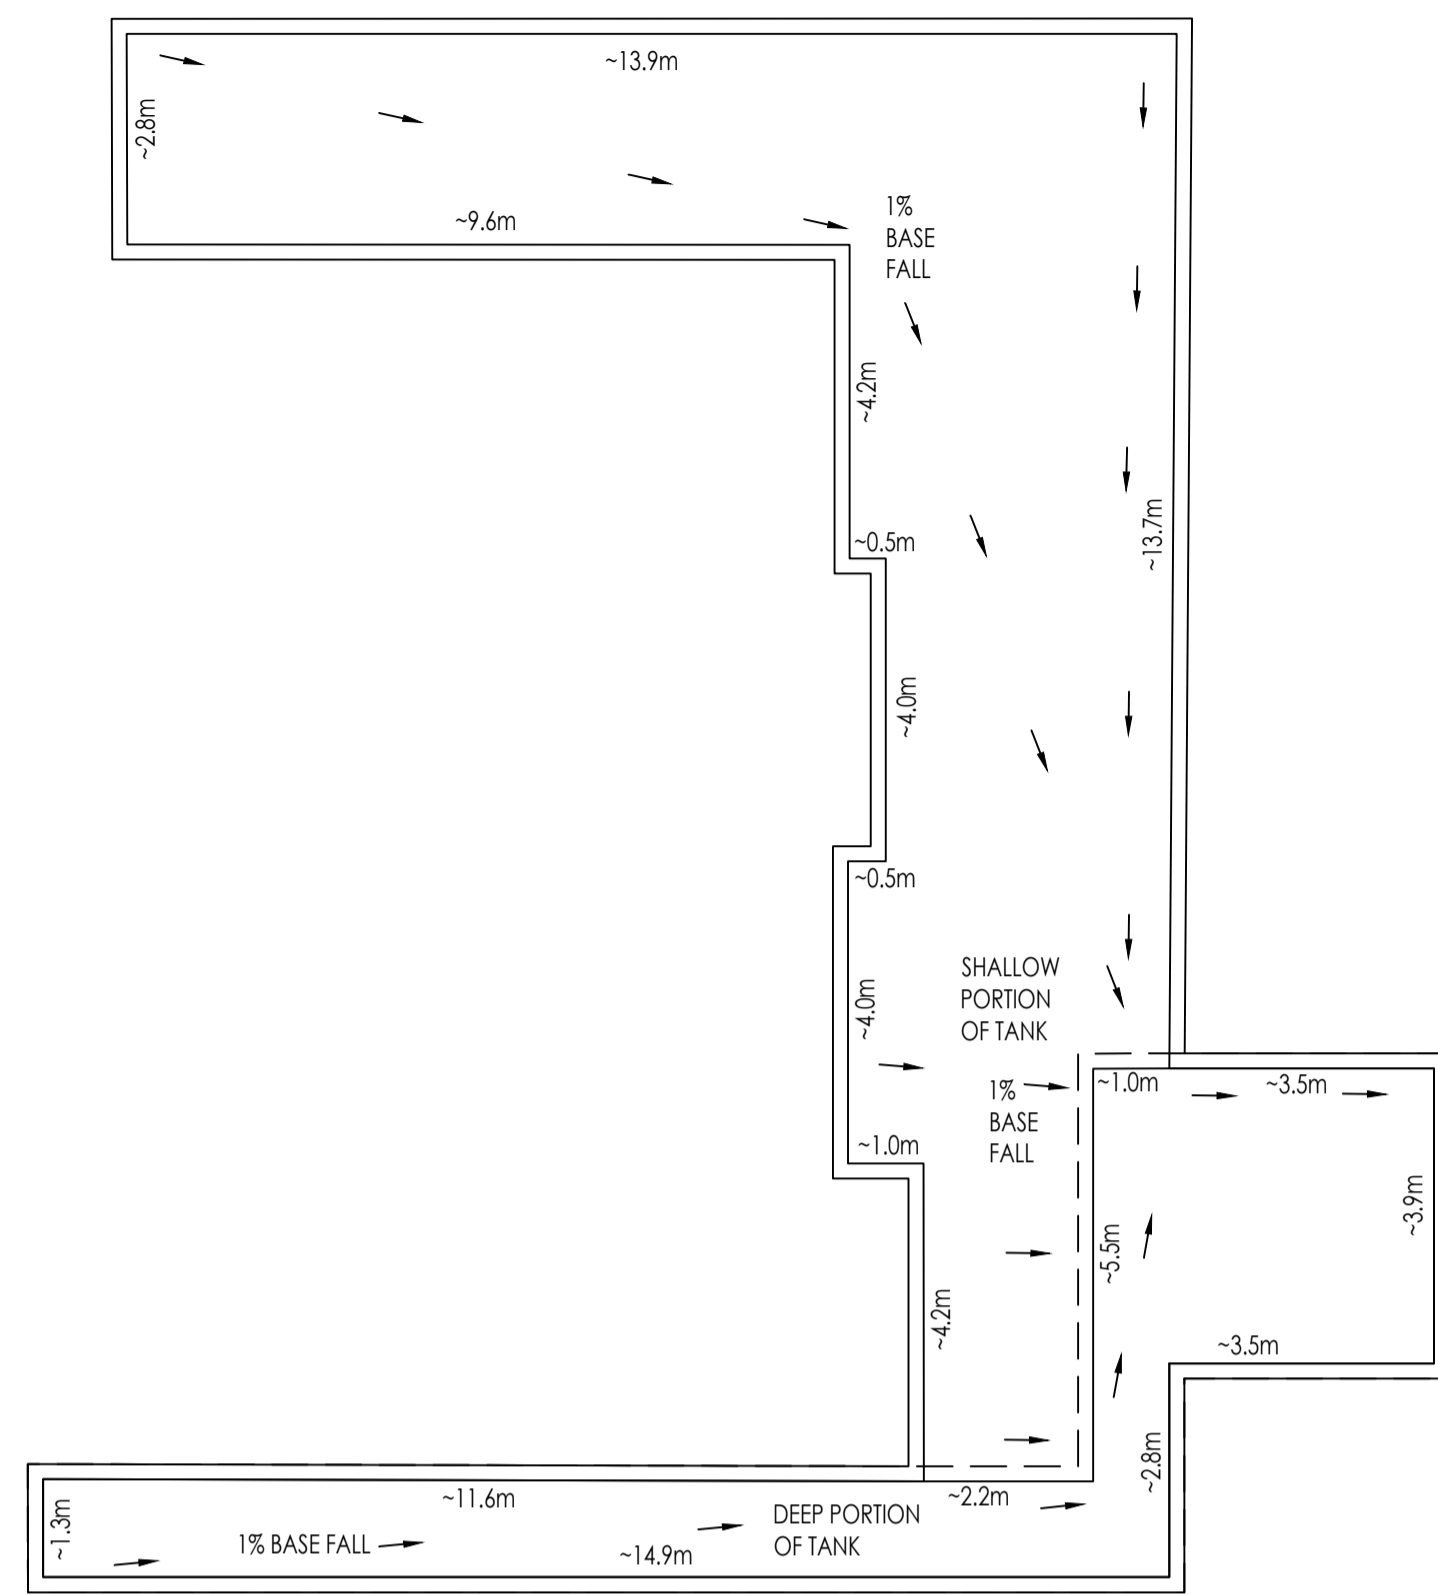 ~13.9m
~2.8m
~9.6m
1%
BASE
FALL
~4.2m
~0.5m
~13.7m
~4.0m
~0.5m
SHALLOW
PORTION
OF TANK
~4.0m
1%
BASE
FALL
~1.0m
~3.5m
~1.0m
~3.9m
~5.5m
~4.2m
~3.5m
~2.8m
~11.6m
~2.2m
~1.3m
DEEP PORTION
OF TANK
1% BASE FALL
~14.9m